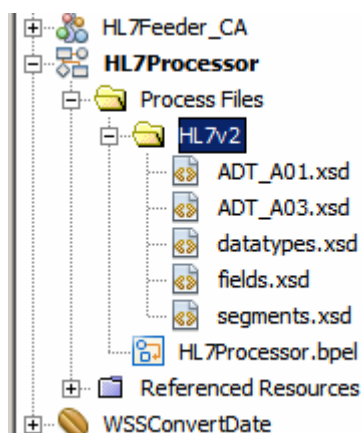 HL7Feeder_CA
HL7Processor
Process Files
HL7v2
ADT_A01.xsd
ADT_A03.xsd
datatypes.xsd
fields.xsd
segments.xsd
HL7Processor.bpel
Referenced Resources
WSSConvertDate